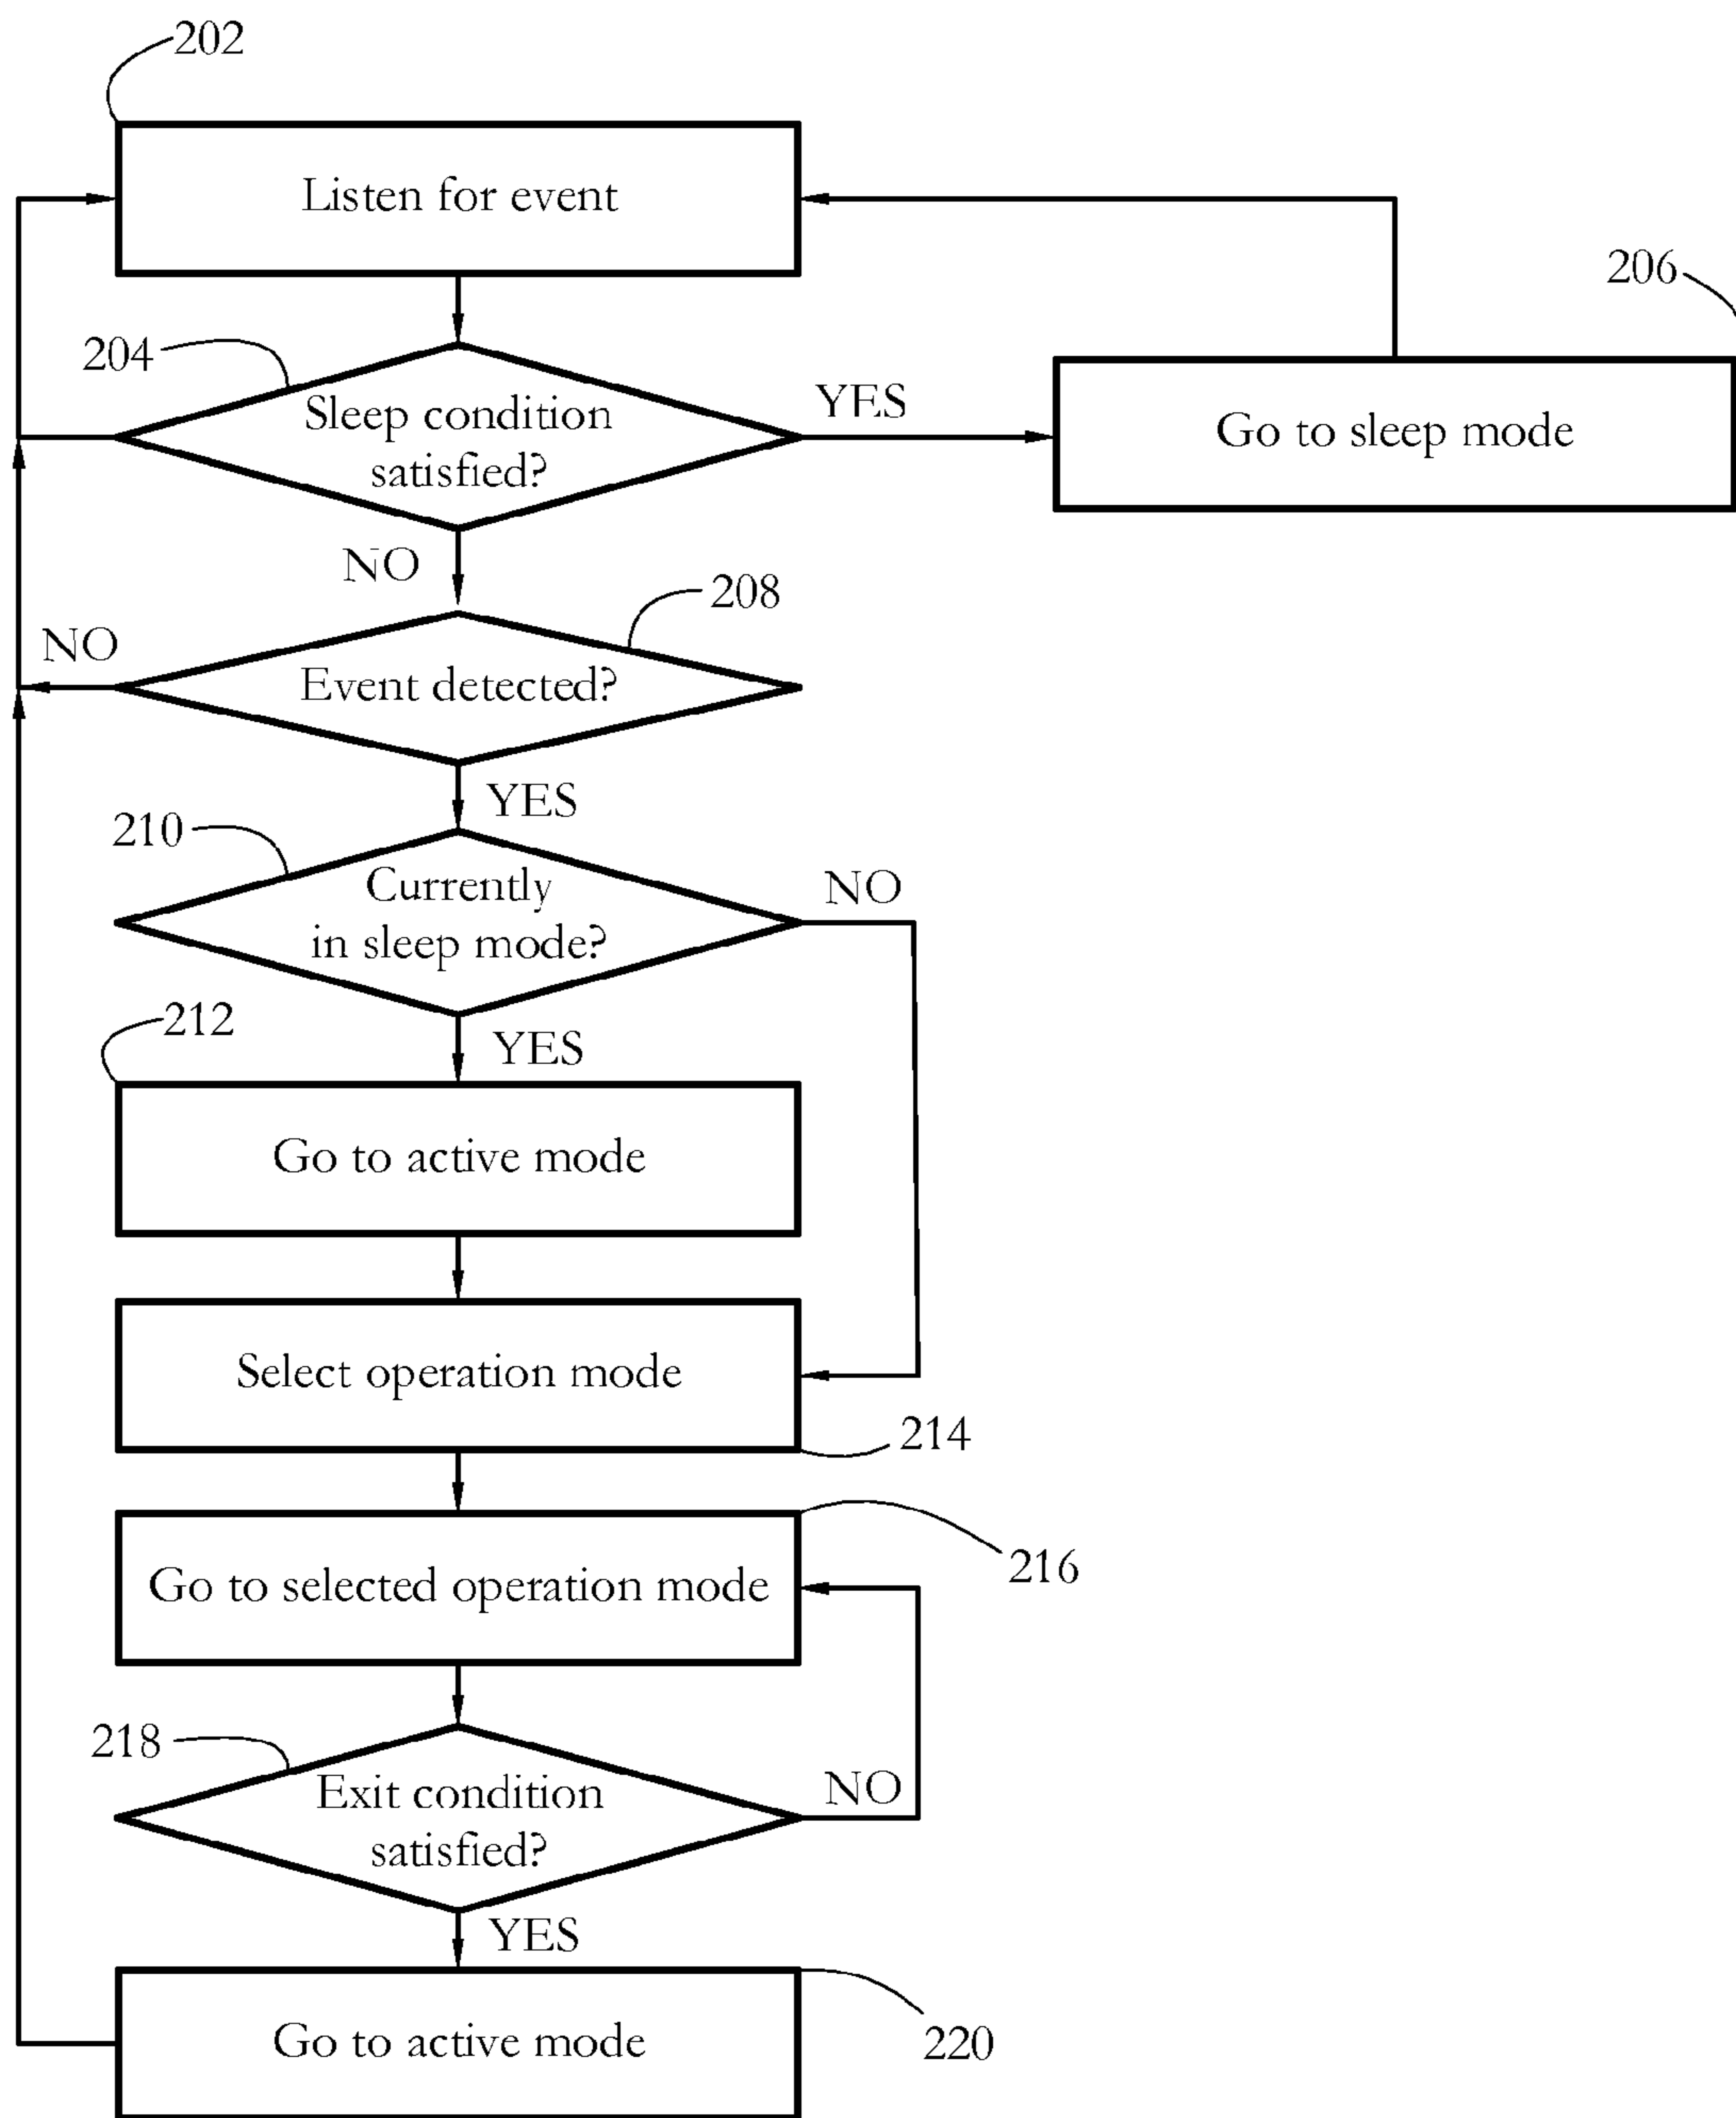 202
Listen for event
206
204
Sleep condition
satisfied?
YES
Go to sleep mode
NO
208
NO
Event detected?
YES
210
Currently
in sleep mode?
NO
212
YES
Go to active mode
Select operation mode
214
Go to selected operation mode
216
218
Exit condition
satisfied?
NO
YES
Go to active mode
220